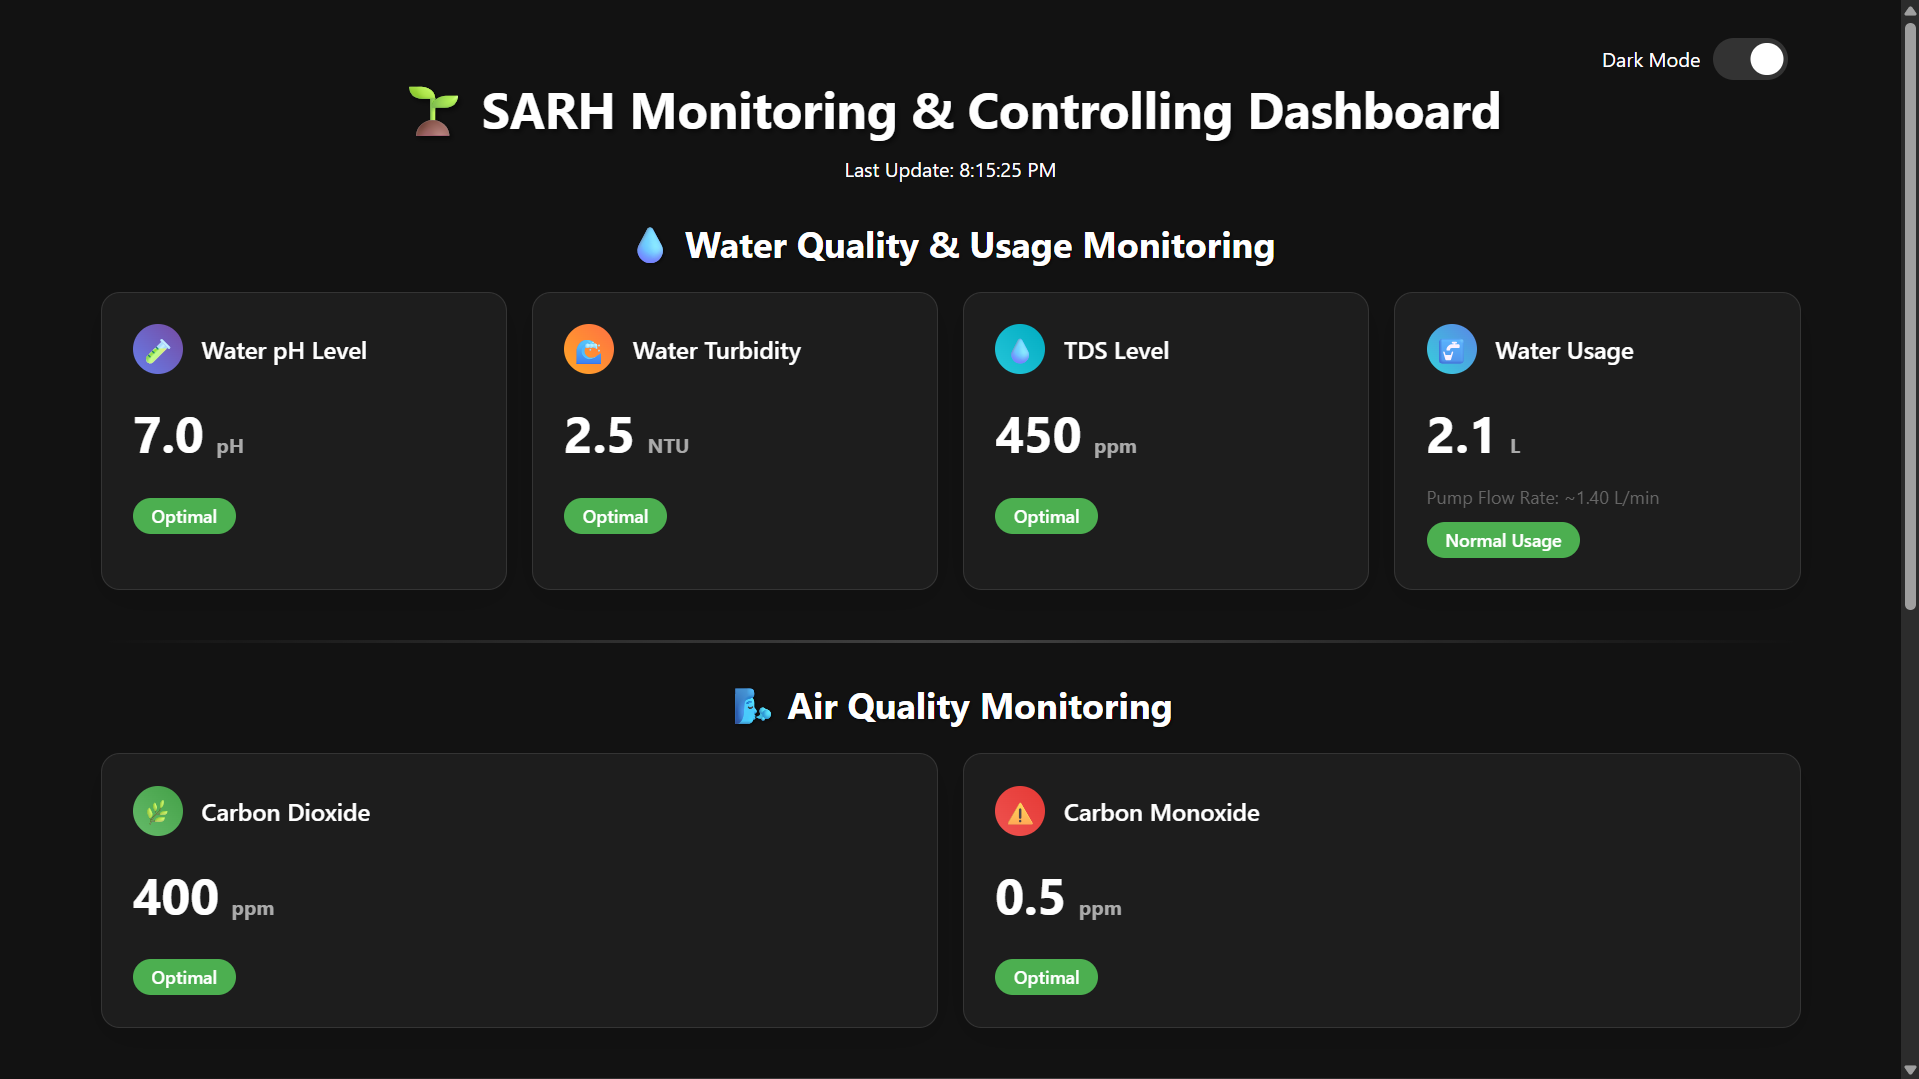 Dark Mode
SARH Monitoring & Controlling Dashboard
Last Update: 8:15:25 PM
Water Quality & Usage Monitoring
Water pH Level
7.0 pH
Optimal
Water Turbidity
2.5 NTU
Optimal
TDS Level
450 ppm
Optimal
Water Usage
2.1 L
Pump Flow Rate: ~1.40 L/min
Normal Usage
Air Quality Monitoring
Carbon Dioxide
400 ppm
Optimal
Carbon Monoxide
0.5 ppm
Optimal